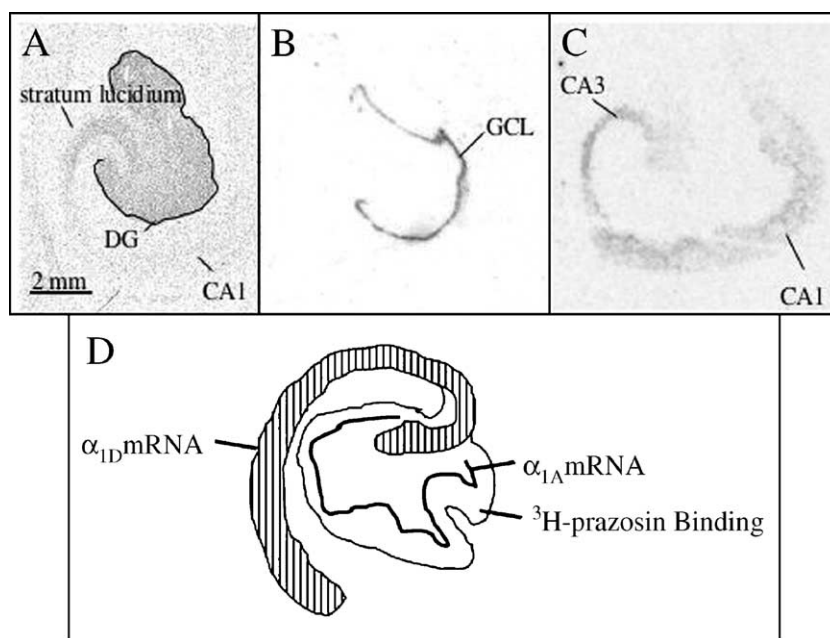 A
stratum lucidium
DG
2 mm
CA1
B
GCL
C
CA3
CA1
D
α1DmRNA
α1AmRNA
³H-prazosin Binding